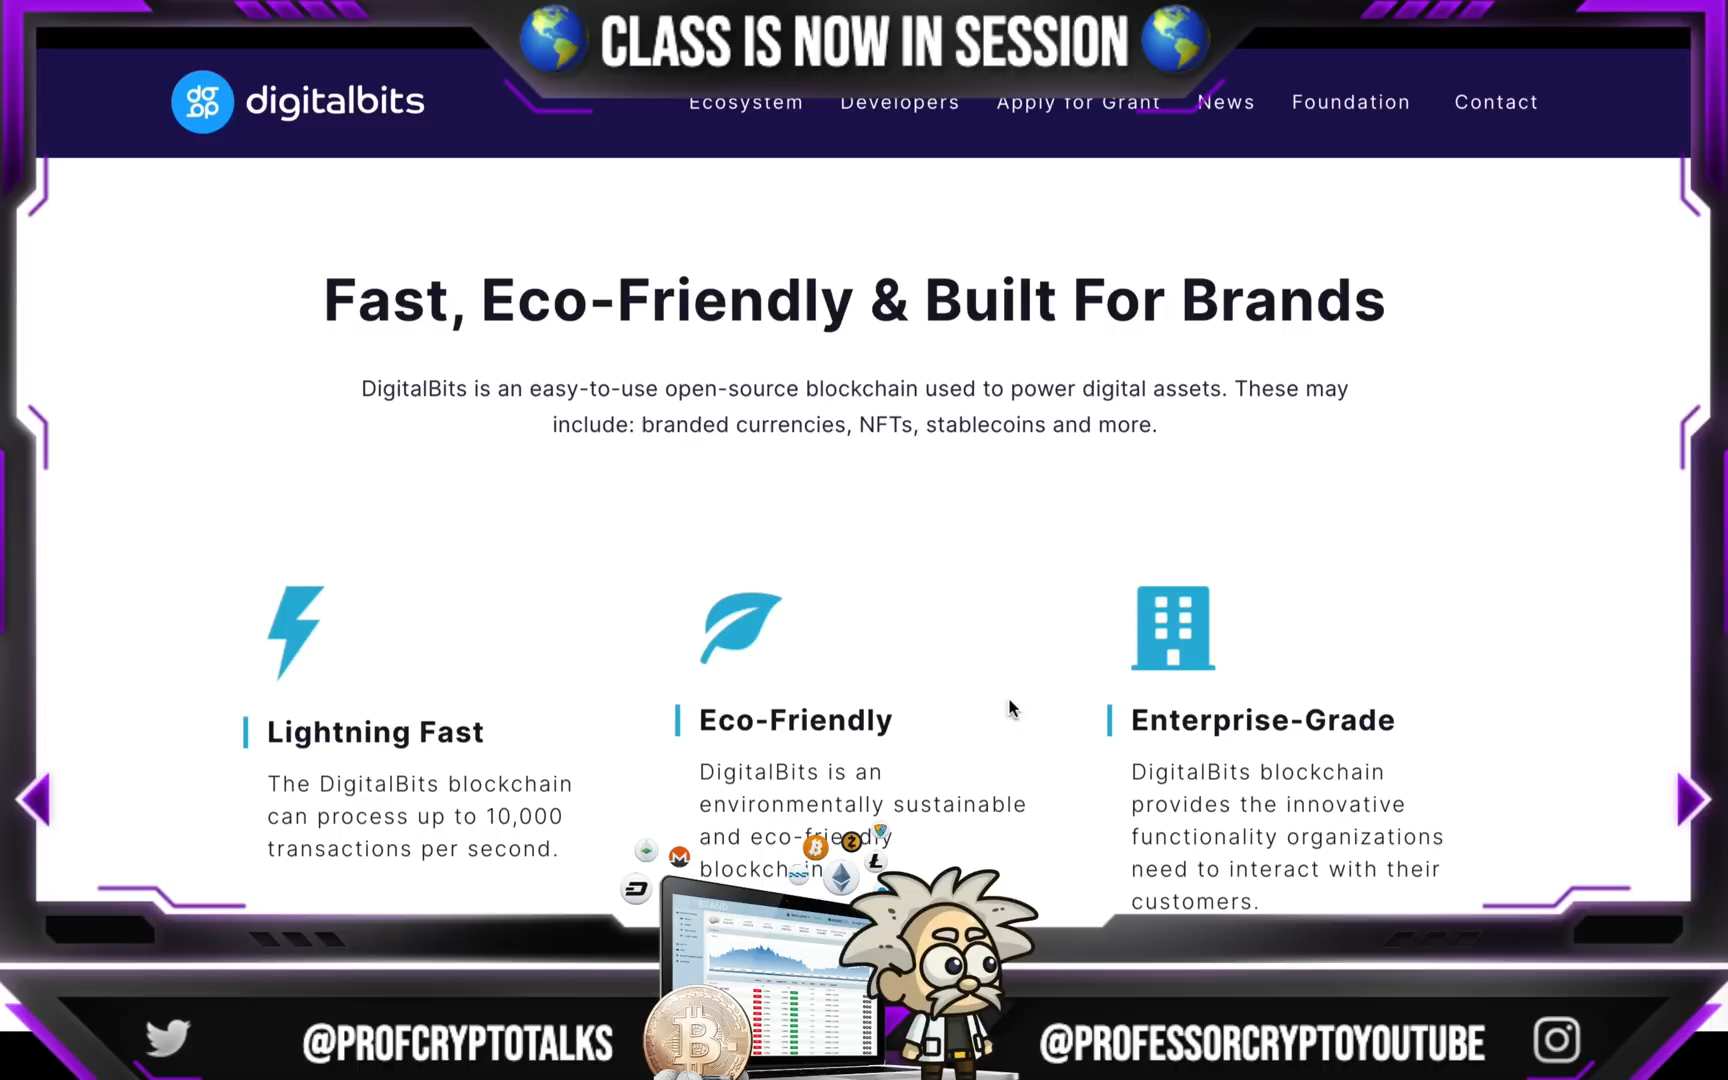 CLASS IS NOW IN SESSION
digitalbits
Ecosystem Developers Apply for Grant News Foundation Contact
Fast, Eco-Friendly & Built For Brands
DigitalBits is an easy-to-use open-source blockchain used to power digital assets. These may
include: branded currencies, NFTs, stablecoins and more.
Lightning Fast
The DigitalBits blockchain
can process up to 10,000
transactions per second.
Eco-Friendly
DigitalBits is an
environmentally sustainable
and eco-friendly
blockchain
Enterprise-Grade
DigitalBits blockchain
provides the innovative
functionality organizations
need to interact with their
customers.
@PROFCRYPTOTALKS
@PROFESSORCRYPTOYOUTUBE